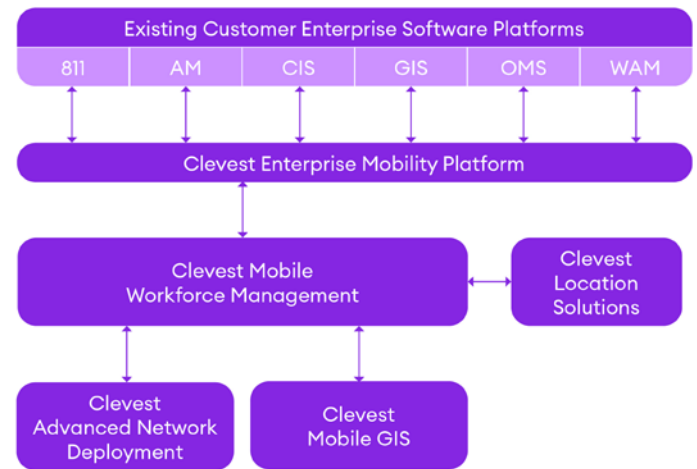 Existing Customer Enterprise Software Platforms
811 AM CIS GIS OMS WAM
Clevest Enterprise Mobility Platform
Clevest Mobile
Workforce Management
Clevest
Location
Solutions
Clevest
Advanced Network
Deployment
Clevest
Mobile GIS